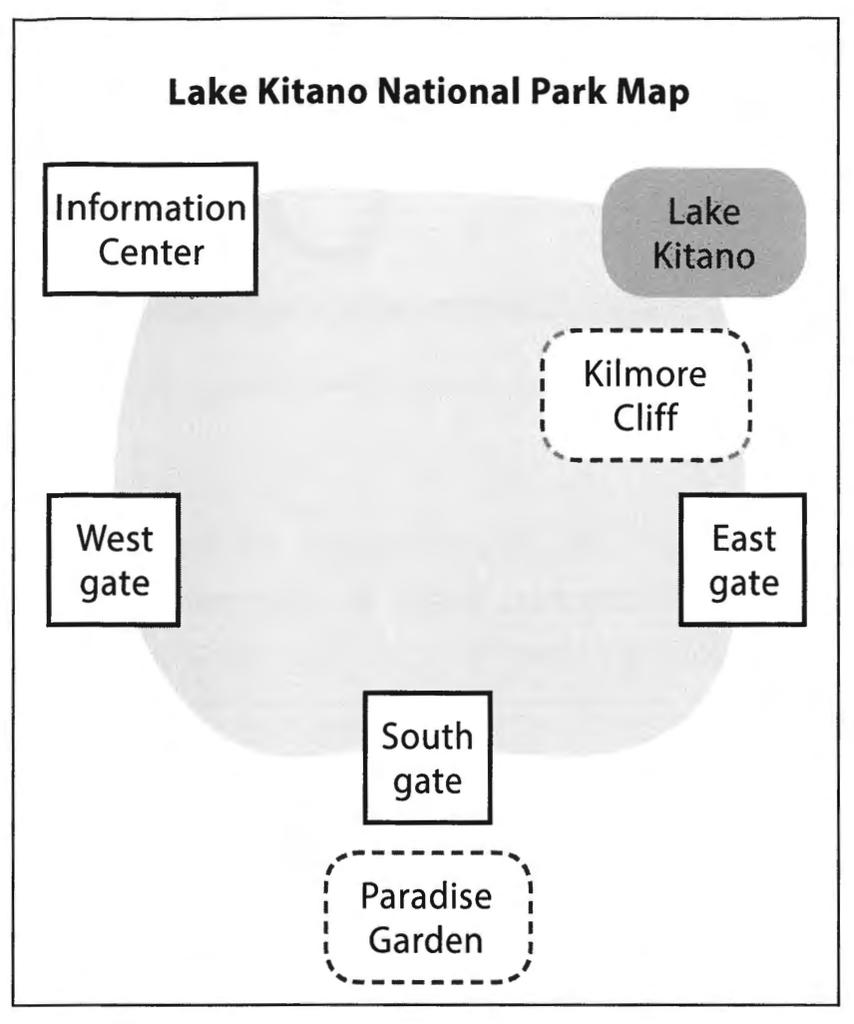 Lake Kitano National Park Map
Information
Center
Lake
Kitano
Kilmore
Cliff
West
gate
East
gate
South
gate
Paradise
Garden